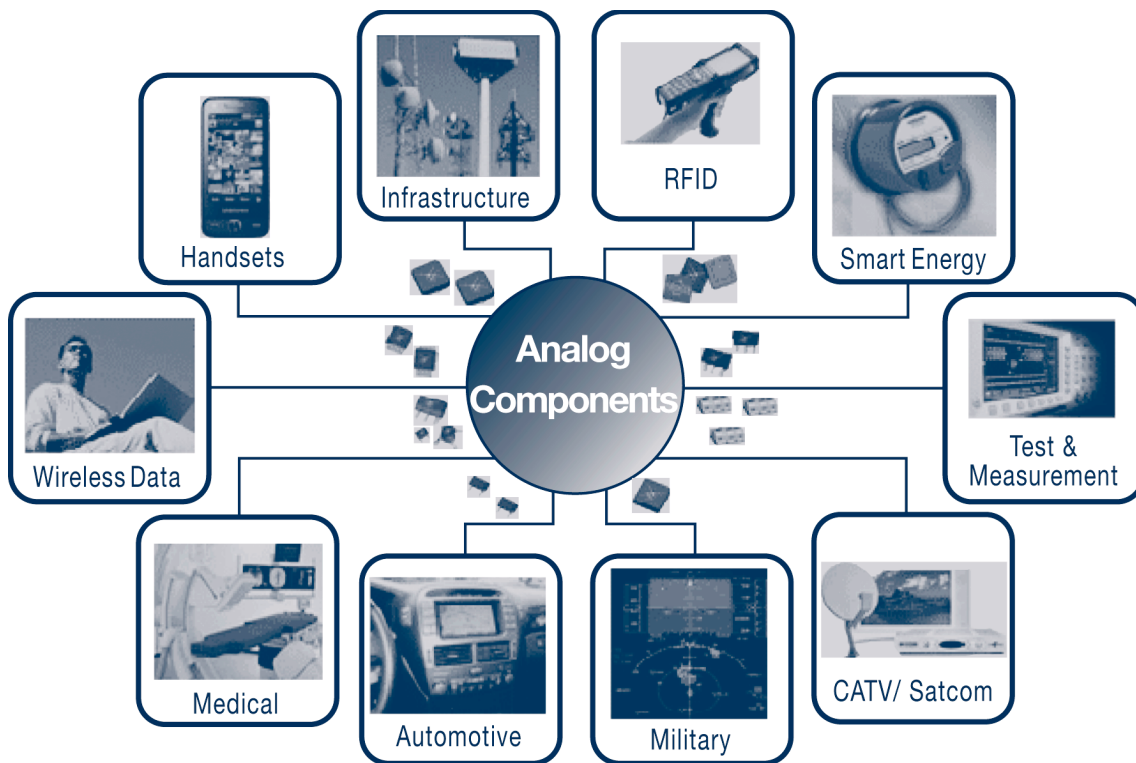 Infrastructure
RFID
Handsets
Smart Energy
Analog
Components
Wireless Data
Test &
Measurement
Medical
Automotive
Military
CATV/ Satcom